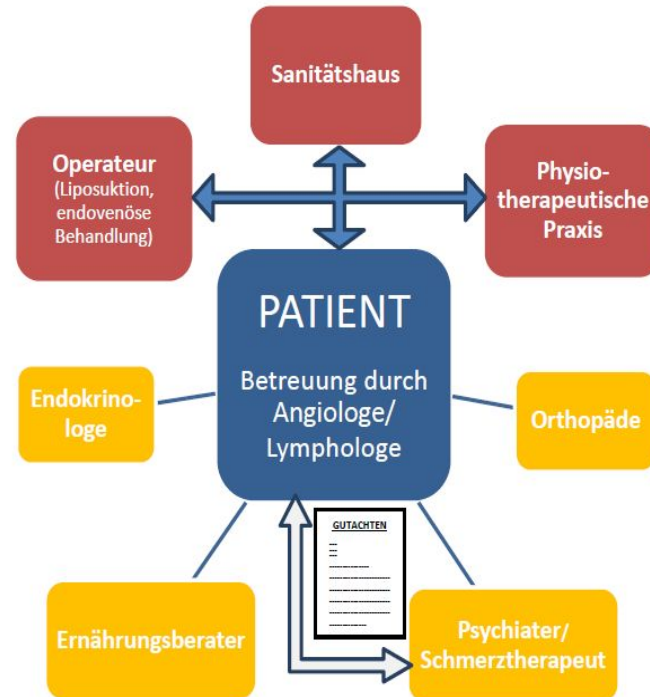 Sanitätshaus
Operateur
(Liposuktion,
endovenöse
Behandlung)
Physio-
therapeutische
Praxis
PATIENT
Betreuung durch
Angiologe/
Lymphologe
Endokrino-
loge
Orthopäde
GUTACHTEN
Ernährungsberater
Psychiater/
Schmerztherapeut